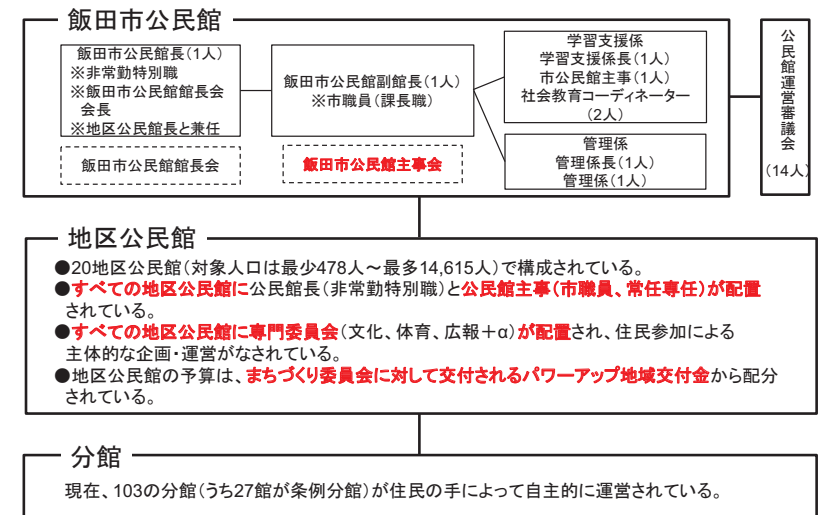 飯田市公民館
飯田市公民館長(1人)
※非常勤特別職
※飯田市公民館館長会
会長
※地区公民館長と兼任
飯田市公民館館長会
飯田市公民館副館長(1人)
※市職員(課長職)
飯田市公民館主事会
学習支援係
学習支援係長(1人)
市公民館主事(1人)
社会教育コーディネーター
(2人)
管理係
管理係長(1人)
管理係(1人)
公民館運営審議会
(14人)
地区公民館
●20地区公民館(対象人口は最少478人~最多14,615人)で構成されている。
●すべての地区公民館に公民館長(非常勤特別職)と公民館主事(市職員、常任専任)が配置
されている。
●すべての地区公民館に専門委員会(文化、体育、広報+α)が配置され、住民参加による
主体的な企画・運営がなされている。
●地区公民館の予算は、まちづくり委員会に対して交付されるパワーアップ地域交付金から配分
されている。
分館
現在、103の分館(うち27館が条例分館)が住民の手によって自主的に運営されている。